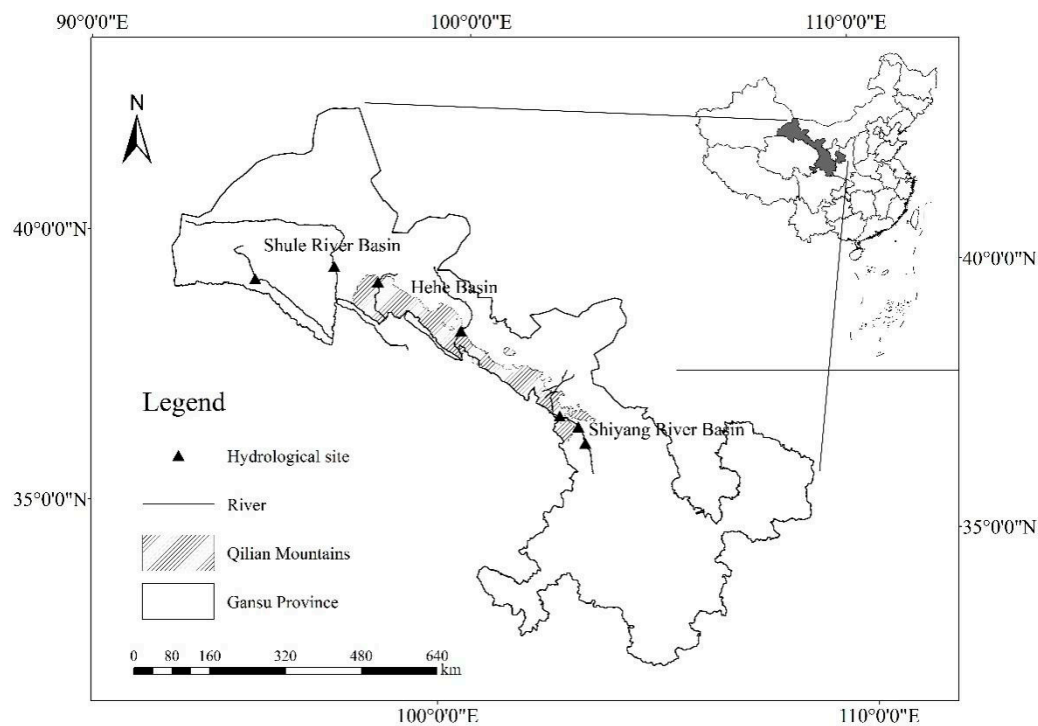 90°0'0"E
100°0'0"E
110°0'0"E
N
40°0'0"N
40°0'0"N
Shule River Basin
Hehe Basin
Legend
Shiyang River Basin
Hydrological site
35°0'0"N
River
35°0'0"N
Qilian Mountains
Gansu Province
0 80 160 320 480 640
km
100°0'0"E
110°0'0"E